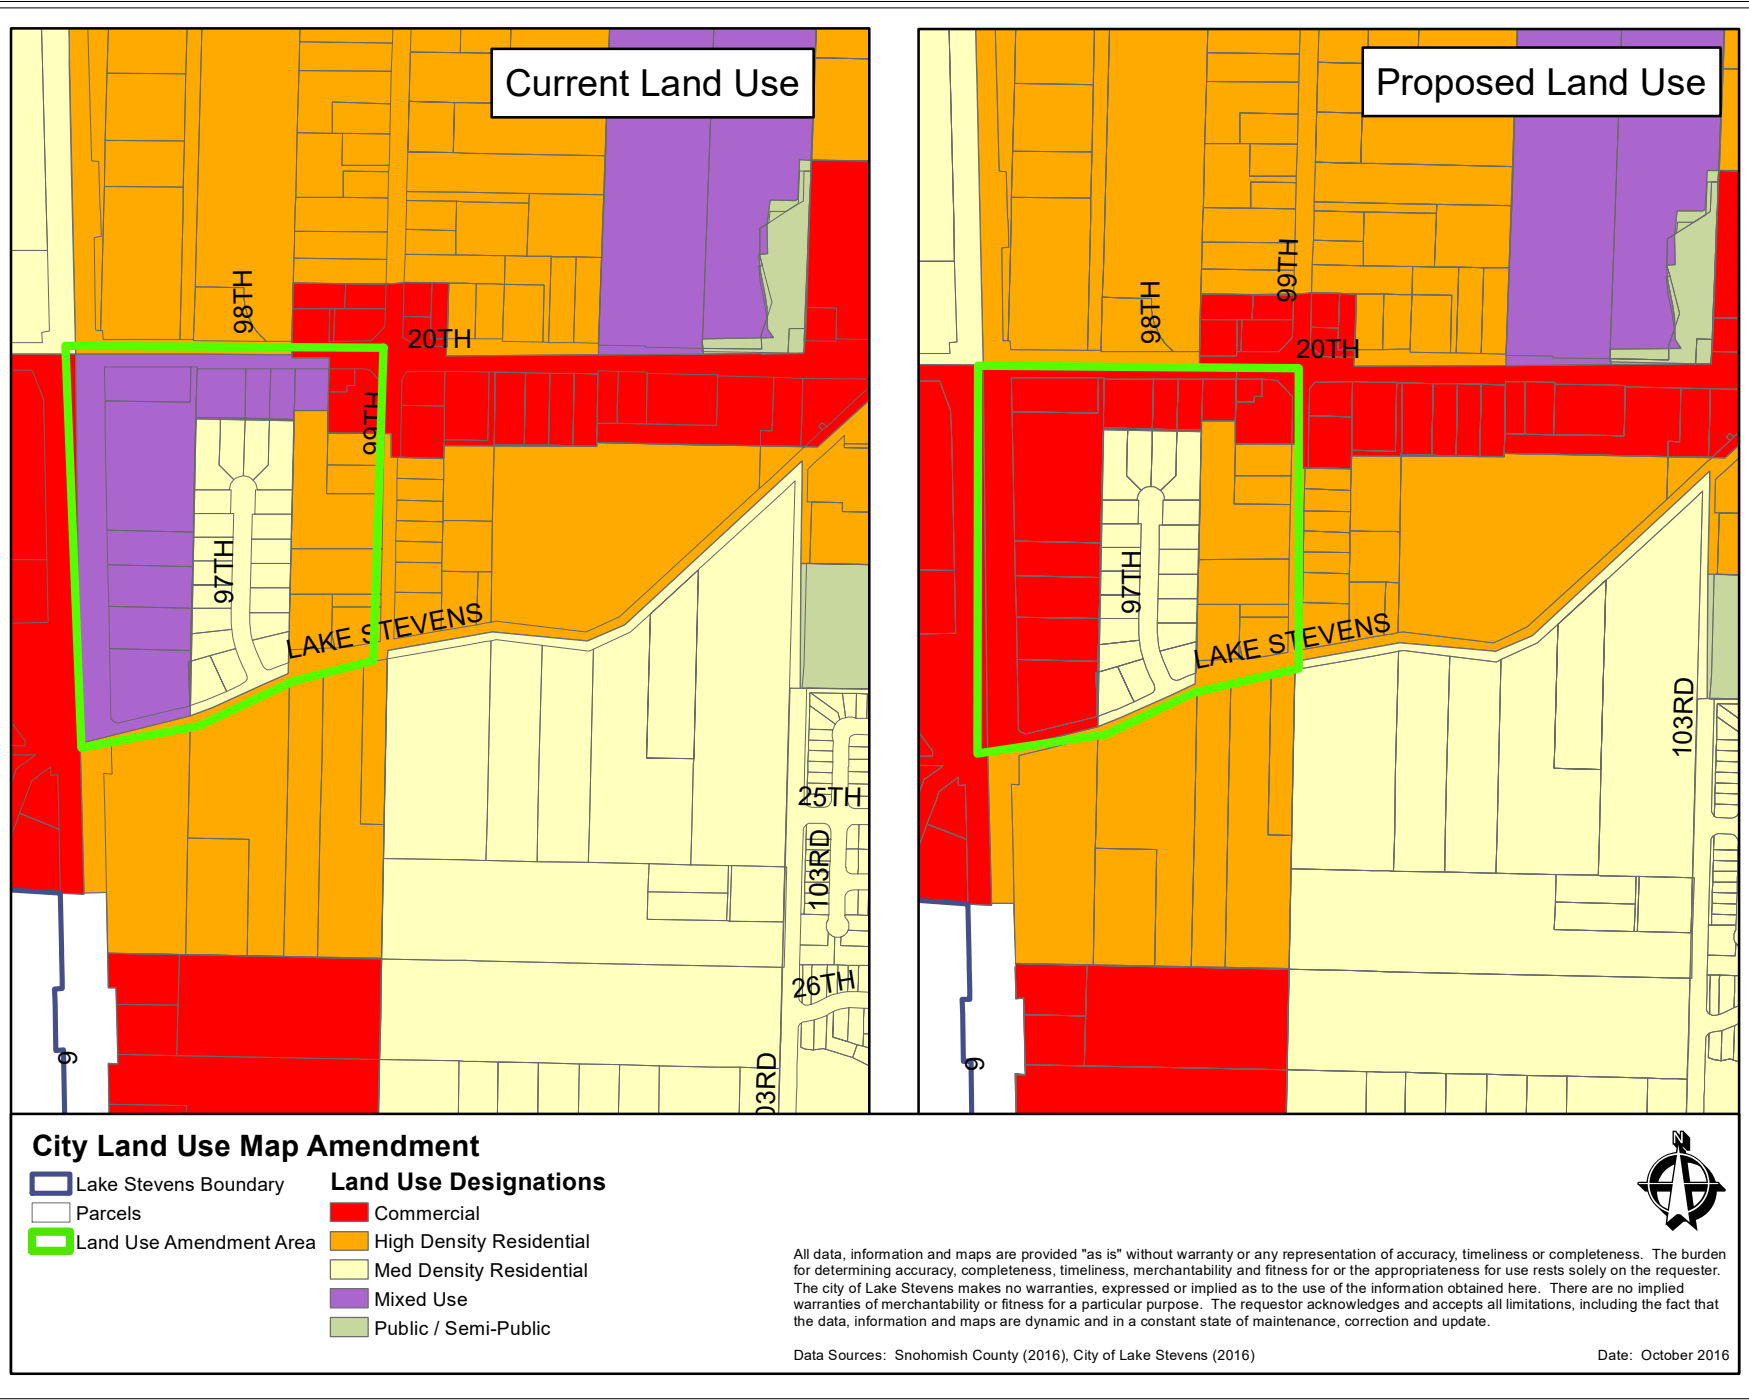 Current Land Use
98TH
20TH
99TH
97TH
LAKE STEVENS
25TH
103RD
26TH
9
03RD
Proposed Land Use
99TH
98TH
20TH
97TH
LAKE STEVENS
103RD
9
City Land Use Map Amendment
Lake Stevens Boundary
Parcels
Land Use Amendment Area
Land Use Designations
Commercial
High Density Residential
Med Density Residential
Mixed Use
Public / Semi-Public
N
All data, information and maps are provided "as is" without warranty or any representation of accuracy, timeliness or completeness. The burden
for determining accuracy, completeness, timeliness, merchantability and fitness for or the appropriateness for use rests solely on the requester.
The city of Lake Stevens makes no warranties, expressed or implied as to the use of the information obtained here. There are no implied
warranties of merchantability or fitness for a particular purpose. The requestor acknowledges and accepts all limitations, including the fact that
the data, information and maps are dynamic and in a constant state of maintenance, correction and update.
Data Sources: Snohomish County (2016), City of Lake Stevens (2016)
Date: October 2016